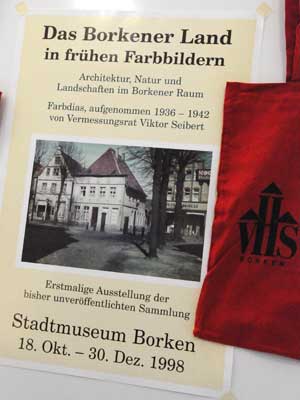 Das Borkener Land
in frühen Farbbildern
Architektur, Natur und
Landschaften im Borkener Raum
Farbdias, aufgenommen 1936 – 1942
von Vermessungsrat Viktor Seibert
Erstmalige Ausstellung der
bisher unveröffentlichten Sammlung
Stadtmuseum Borken
18. Okt. – 30. Dez. 1998
VHS
BORKEN